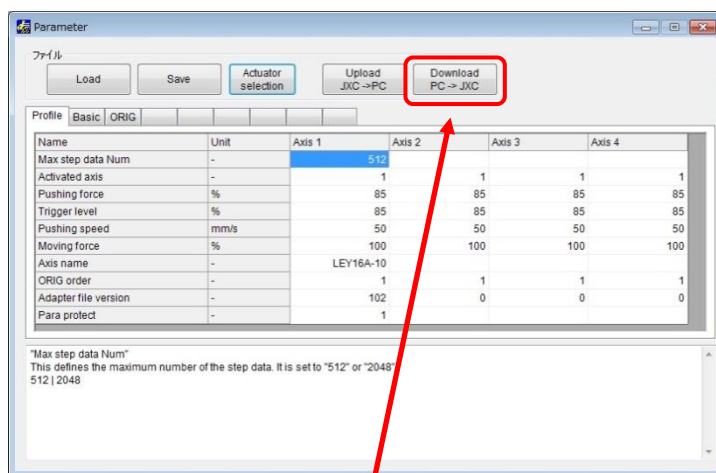 Parameter
ファイル
Load Save Actuator selection Upload JXC ->PC Download PC -> JXC
Profile Basic ORIG
Name Unit Axis 1 Axis 2 Axis 3 Axis 4
Max step data Num - 512
Activated axis - 1 1 1 1
Pushing force % 85 85 85 85
Trigger level % 85 85 85 85
Pushing speed mm/s 50 50 50 50
Moving force % 100 100 100 100
Axis name - LEY16A-10
ORIG order - 1 1 1 1
Adapter file version - 102 0 0 0
Para protect - 1
"Max step data Num"
This defines the maximum number of the step data. It is set to "512" or "2048"
512 | 2048